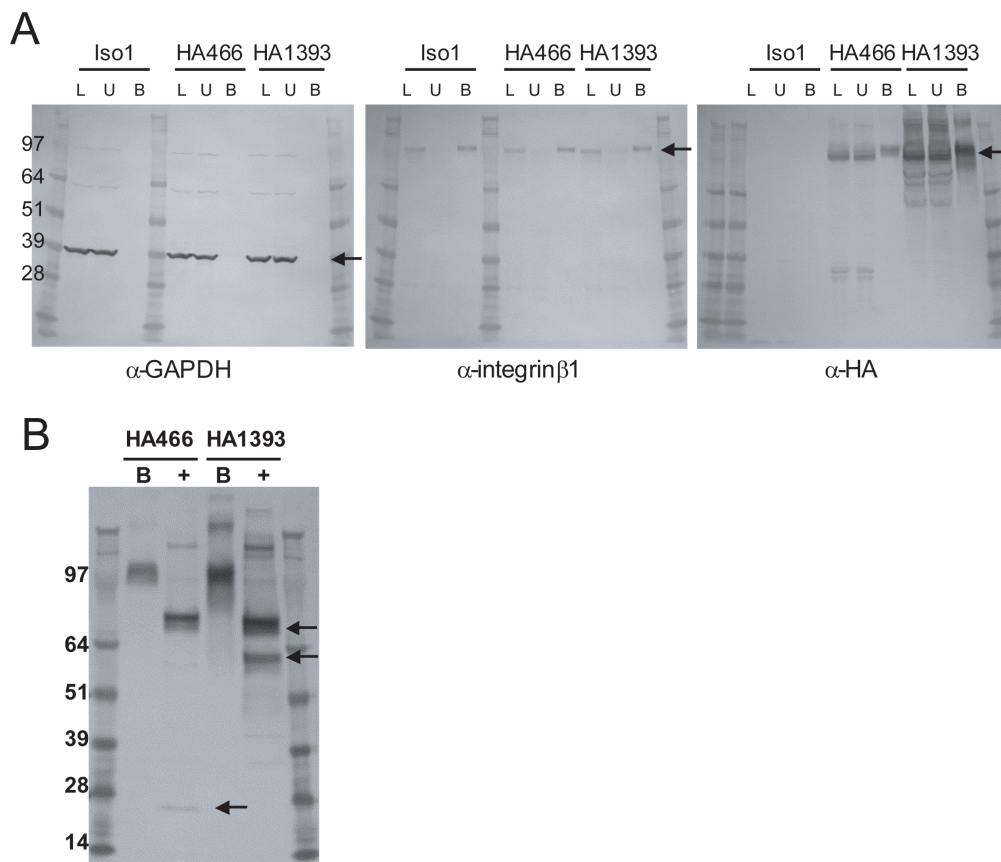 A
Iso1 HA466 HA1393 Iso1 HA466 HA1393 Iso1 HA466 HA1393
L U B L U B L U B L U B L U B L U B L U B L U B L U B
97
64
51
39
28
α-GAPDH α-integrinβ1 α-HA
B
HA466 HA1393
B + B +
97
64
51
39
28
14